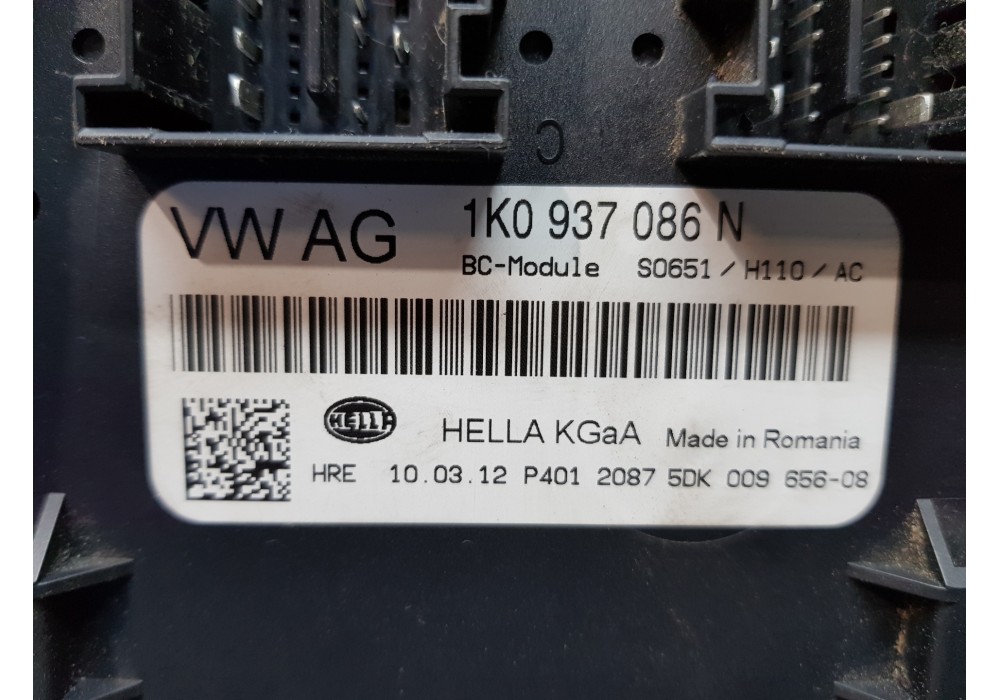 C
VW AG 1K0 937 086 N
BC-Module S0651 / H110 / AC
HELLA HELLA KGaA Made in Romania
HRE 10.03.12 P401 2087 5DK 009 656-08